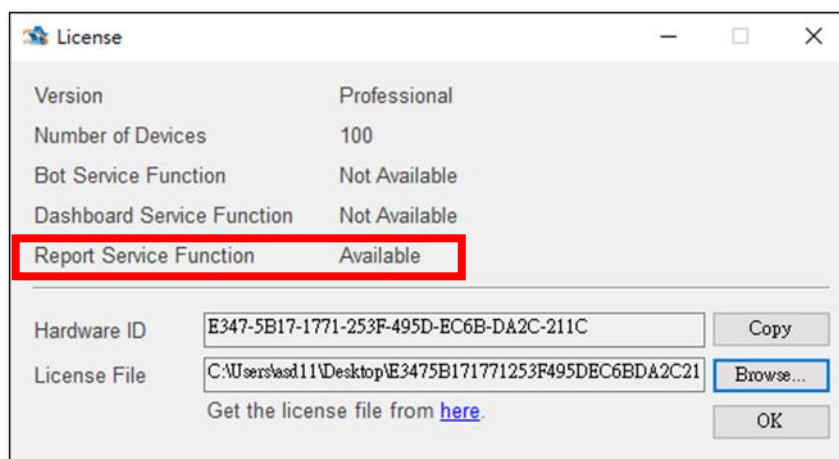 License
Version Professional
Number of Devices 100
Bot Service Function Not Available
Dashboard Service Function Not Available
Report Service Function Available
Hardware ID E347-5B17-1771-253F-495D-EC6B-DA2C-211C Copy
License File C:\Users\asd11\Desktop\E3475B171771253F495DEC6BDA2C21 Browse...
Get the license file from here.
OK